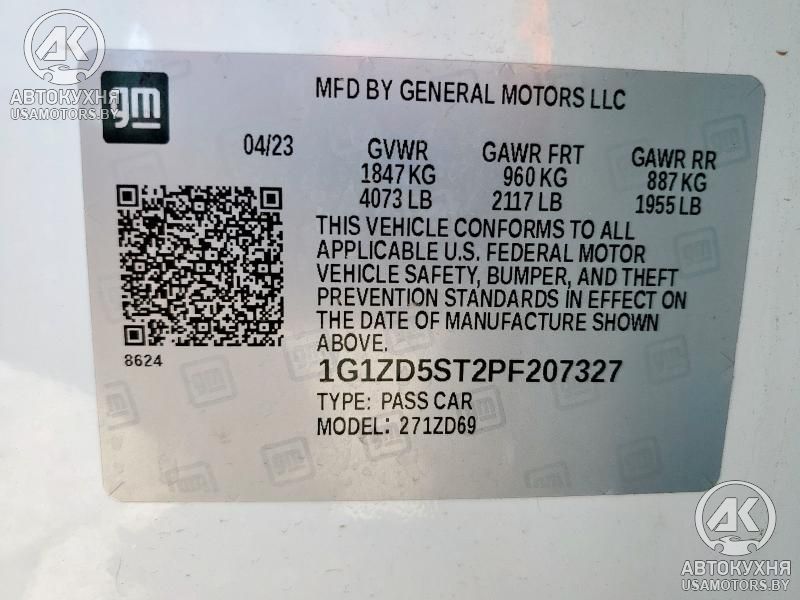 AK
АВТОКУХНЯ
USAMOTORS.BY
gm
MFD BY GENERAL MOTORS LLC
04/23
GVWR
1847 KG
4073 LB
GAWR FRT
960 KG
2117 LB
GAWR RR
887 KG
1955 LB
THIS VEHICLE CONFORMS TO ALL
APPLICABLE U.S. FEDERAL MOTOR
VEHICLE SAFETY, BUMPER, AND THEFT
PREVENTION STANDARDS IN EFFECT ON
THE DATE OF MANUFACTURE SHOWN
ABOVE.
8624
1G1ZD5ST2PF207327
TYPE: PASS CAR
MODEL: 271ZD69
AK
АВТОКУХНЯ
USAMOTORS.BY